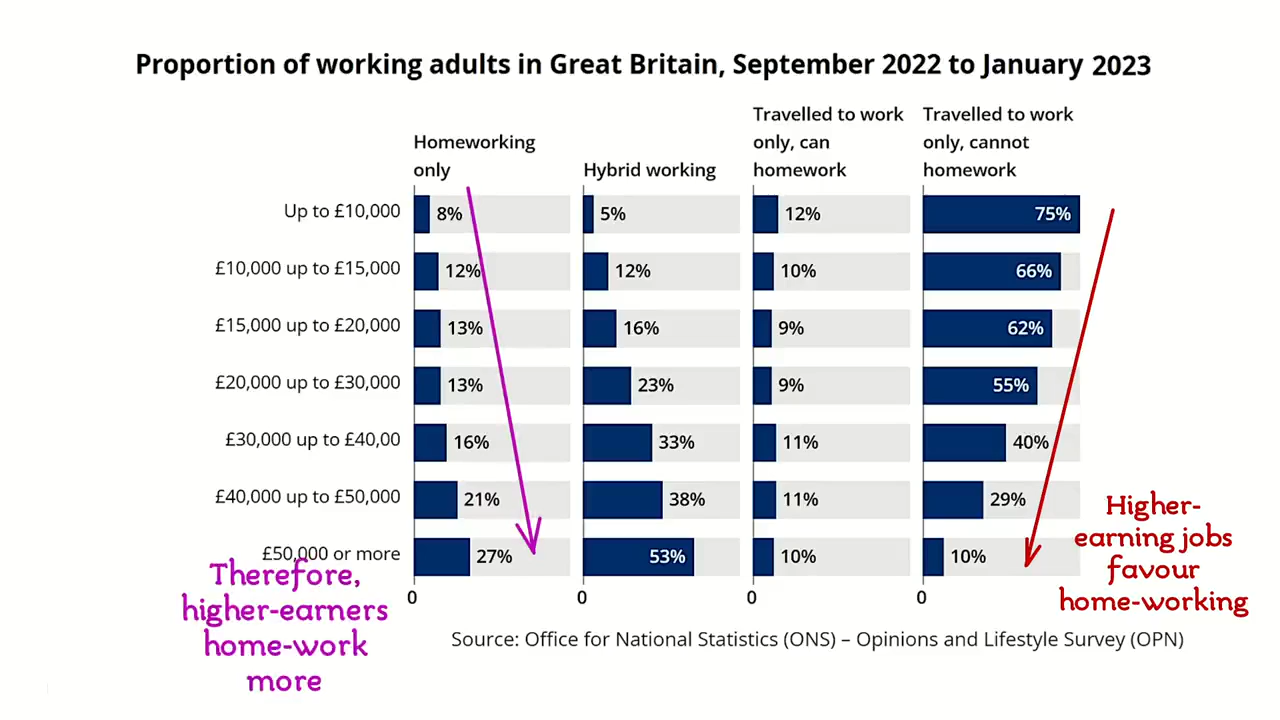 Proportion of working adults in Great Britain, September 2022 to January 2023
Homeworking
only
Hybrid working
Travelled to work
only, can
homework
Travelled to work
only, cannot
homework
Up to £10,000 8% 5% 12% 75%
£10,000 up to £15,000 12% 12% 10% 66%
£15,000 up to £20,000 13% 16% 9% 62%
£20,000 up to £30,000 13% 23% 9% 55%
£30,000 up to £40,00 16% 33% 11% 40%
£40,000 up to £50,000 21% 38% 11% 29%
£50,000 or more 27% 53% 10% 10%
0 0 0 0
Therefore,
higher-earners
home-work
more
Higher-
earning jobs
favour
home-working
Source: Office for National Statistics (ONS) – Opinions and Lifestyle Survey (OPN)